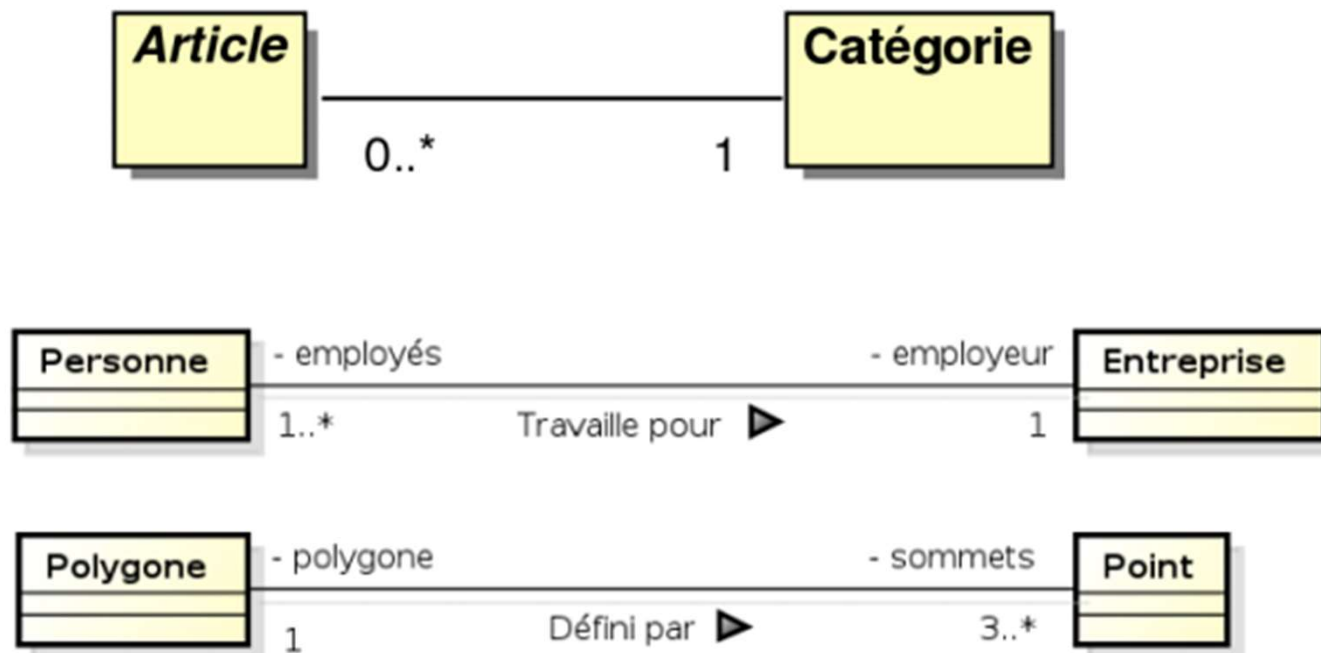 Article
Catégorie
0..*
1
Personne
- employés
- employeur
Entreprise
1..*
Travaille pour
1
Polygone
- polygone
- sommets
Point
1
Défini par
3..*